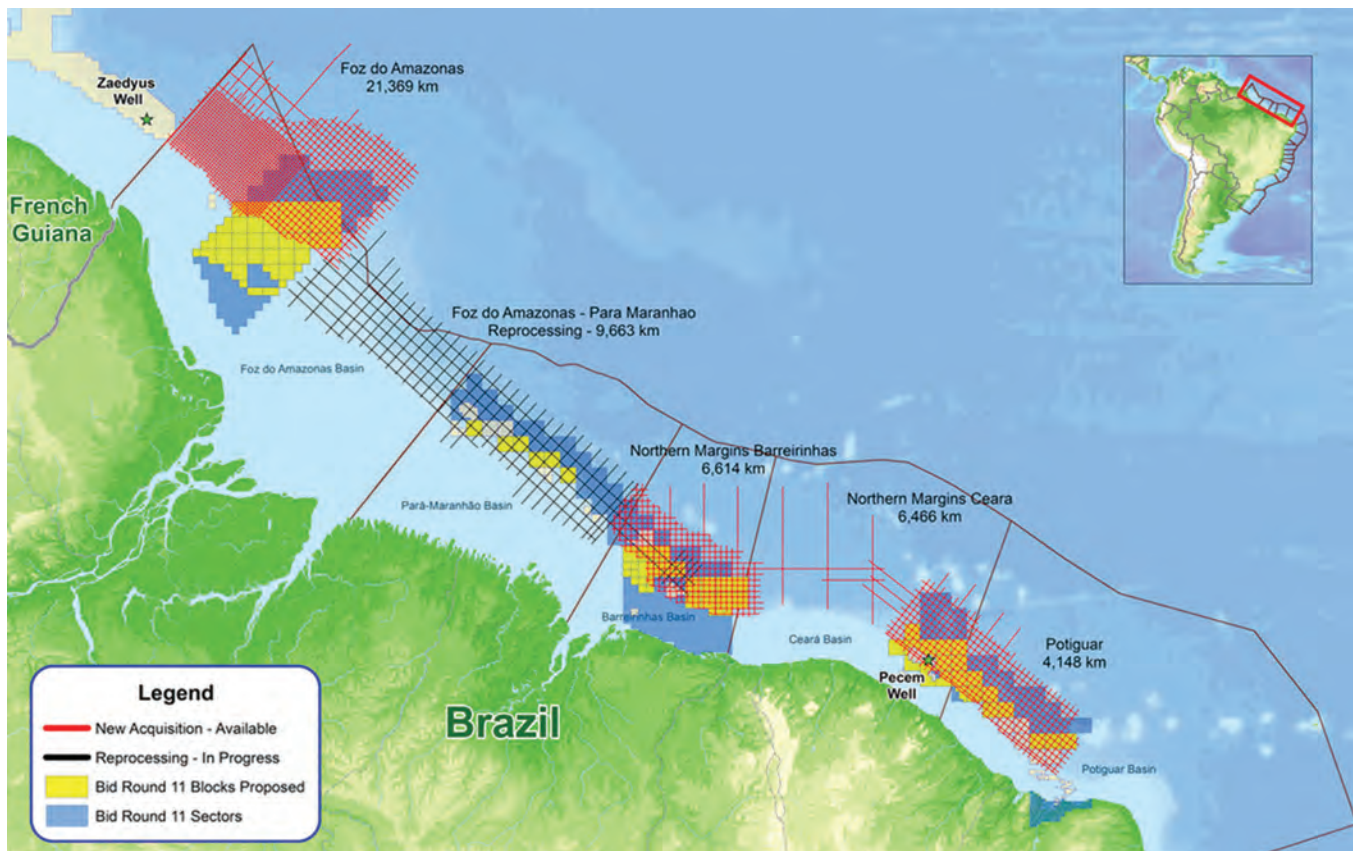 Foz do Amazonas
21,369 km
Zaedyus
Well
French
Guiana
Foz do Amazonas - Para Maranhao
Reprocessing - 9,663 km
Foz do Amazonas Basin
Northern Margins Barreirinhas
6,614 km
Northern Margins Ceara
6,466 km
Pará-Maranhão Basin
Barreirinhas Basin
Ceará Basin
Potiguar
4,148 km
Pecem
Well
Brazil
Potiguar Basin
Legend
New Acquisition - Available
Reprocessing - In Progress
Bid Round 11 Blocks Proposed
Bid Round 11 Sectors